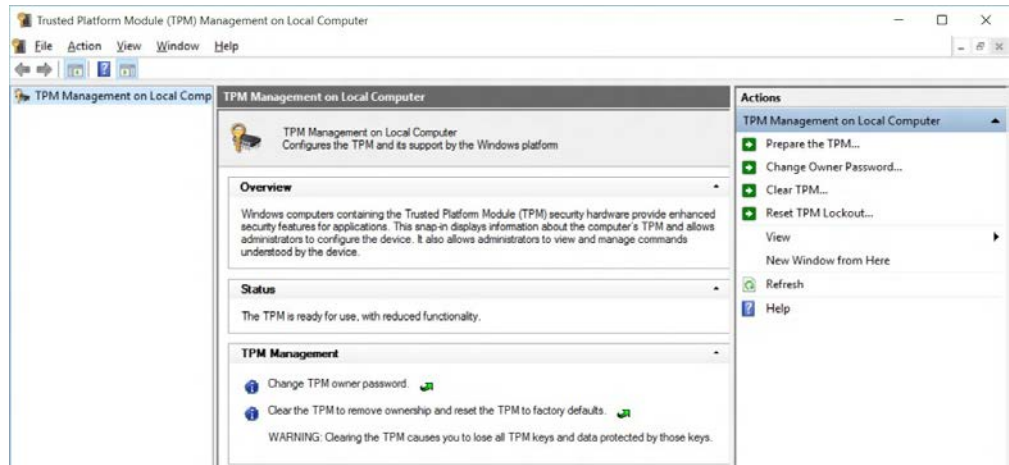 Trusted Platform Module (TPM) Management on Local Computer
File Action View Window Help
TPM Management on Local Comp
TPM Management on Local Computer
TPM Management on Local Computer
Configures the TPM and its support by the Windows platform
Overview
Windows computers containing the Trusted Platform Module (TPM) security hardware provide enhanced
security features for applications. This snap-in displays information about the computer's TPM and allows
administrators to configure the device. It also allows administrators to view and manage commands
understood by the device.
Status
The TPM is ready for use, with reduced functionality.
TPM Management
Change TPM owner password.
Clear the TPM to remove ownership and reset the TPM to factory defaults.
WARNING: Clearing the TPM causes you to lose all TPM keys and data protected by those keys.
Actions
TPM Management on Local Computer
Prepare the TPM...
Change Owner Password...
Clear TPM...
Reset TPM Lockout...
View
New Window from Here
Refresh
Help